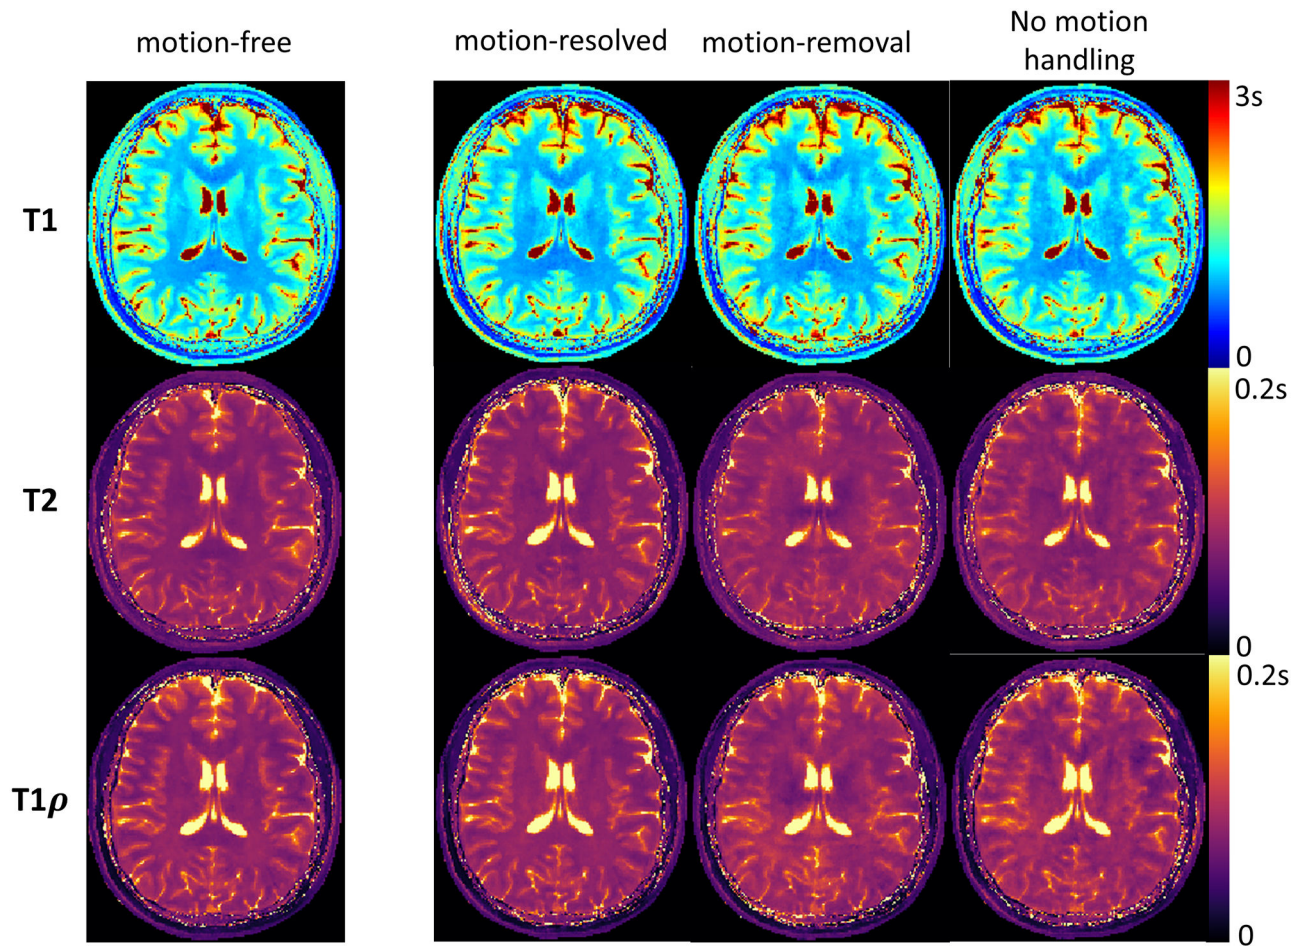 motion-free
motion-resolved
motion-removal
No motion
handling
T1
3s
0
T2
0.2s
0
T1ρ
0.2s
0